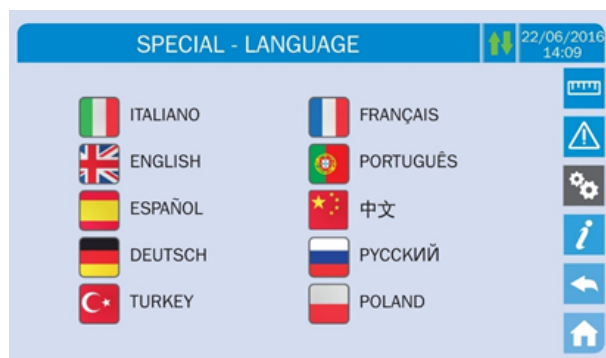 SPECIAL - LANGUAGE
22/06/2016
14:09
ITALIANO
FRANÇAIS
ENGLISH
PORTUGUÊS
ESPAÑOL
中文
DEUTSCH
РУССКИЙ
TURKEY
POLAND
i